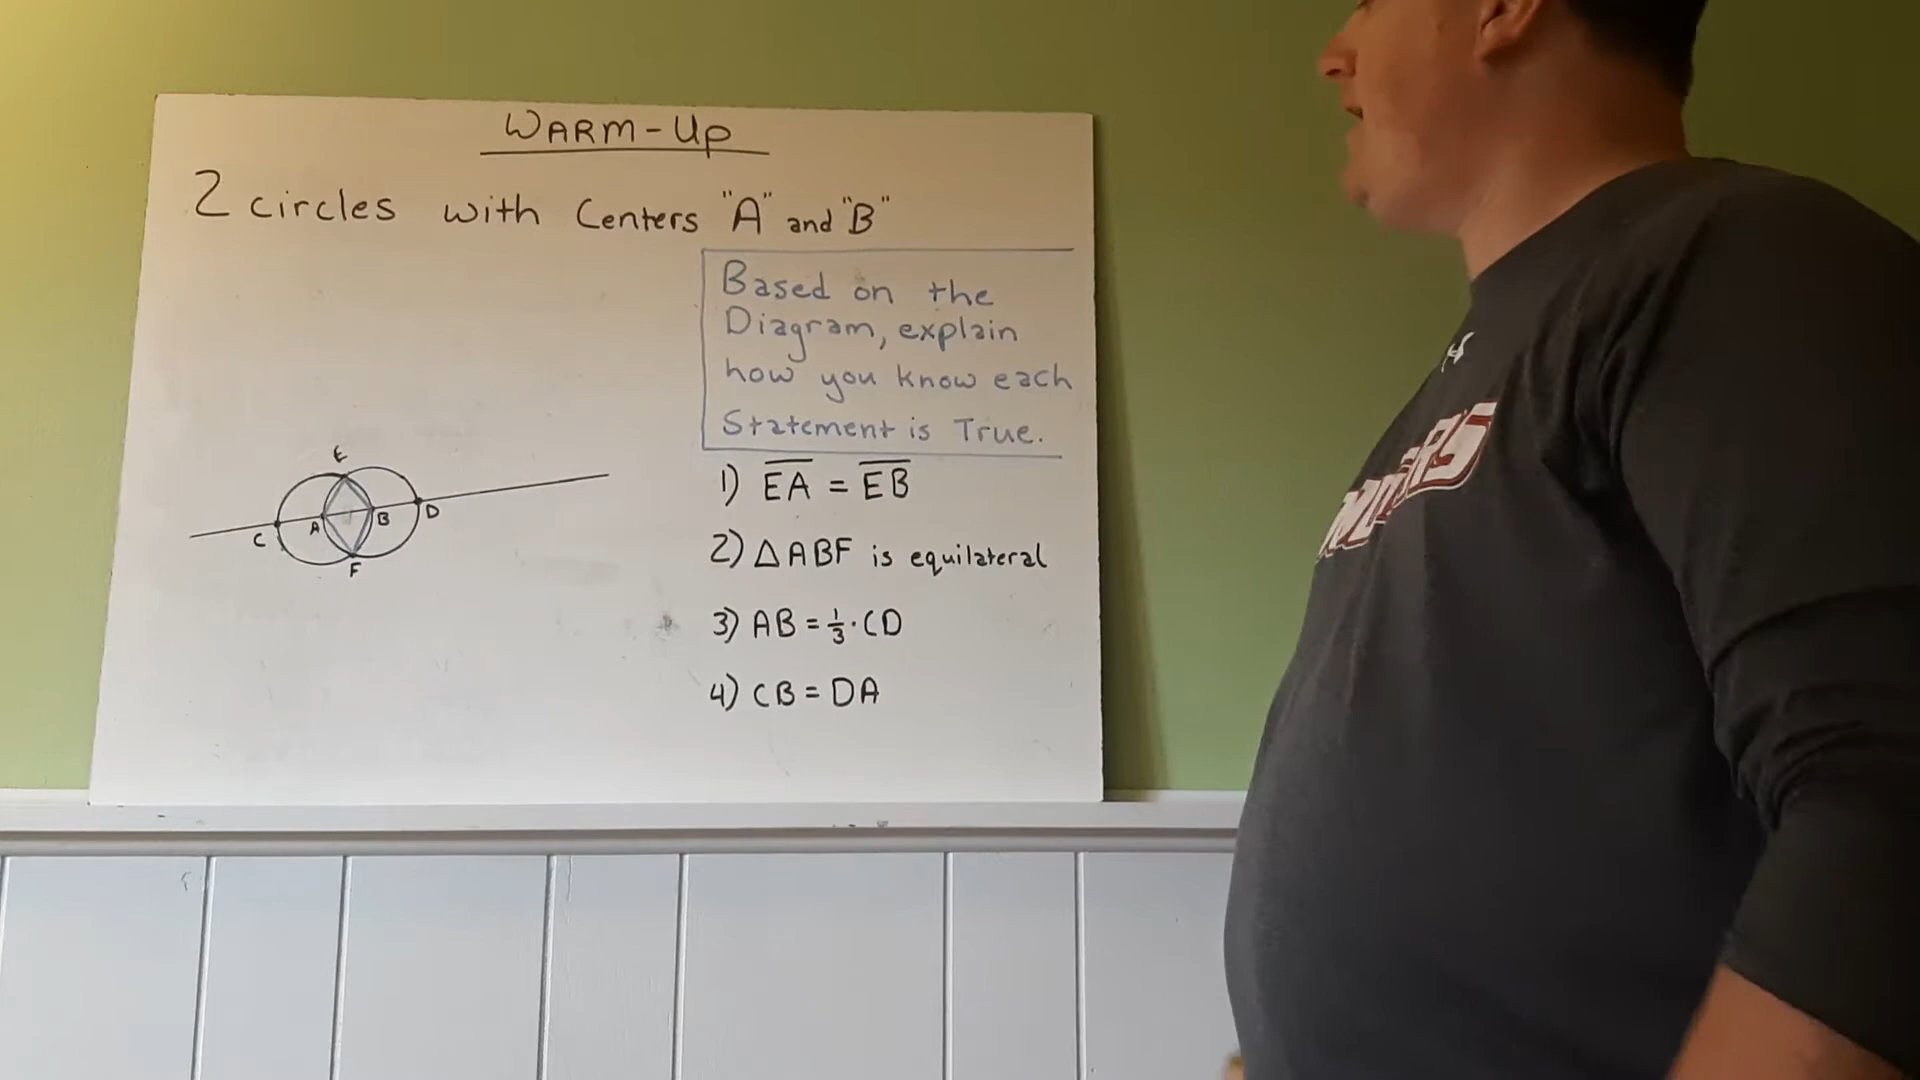 WARM-Up
2 circles with Centers "A" and "B"
Based on the
Diagram, explain
how you know each
Statement is True.
1) EA = EB
2) △ABF is equilateral
3) AB = 1/3 · CD
4) CB = DA
E
A
B
D
C
F